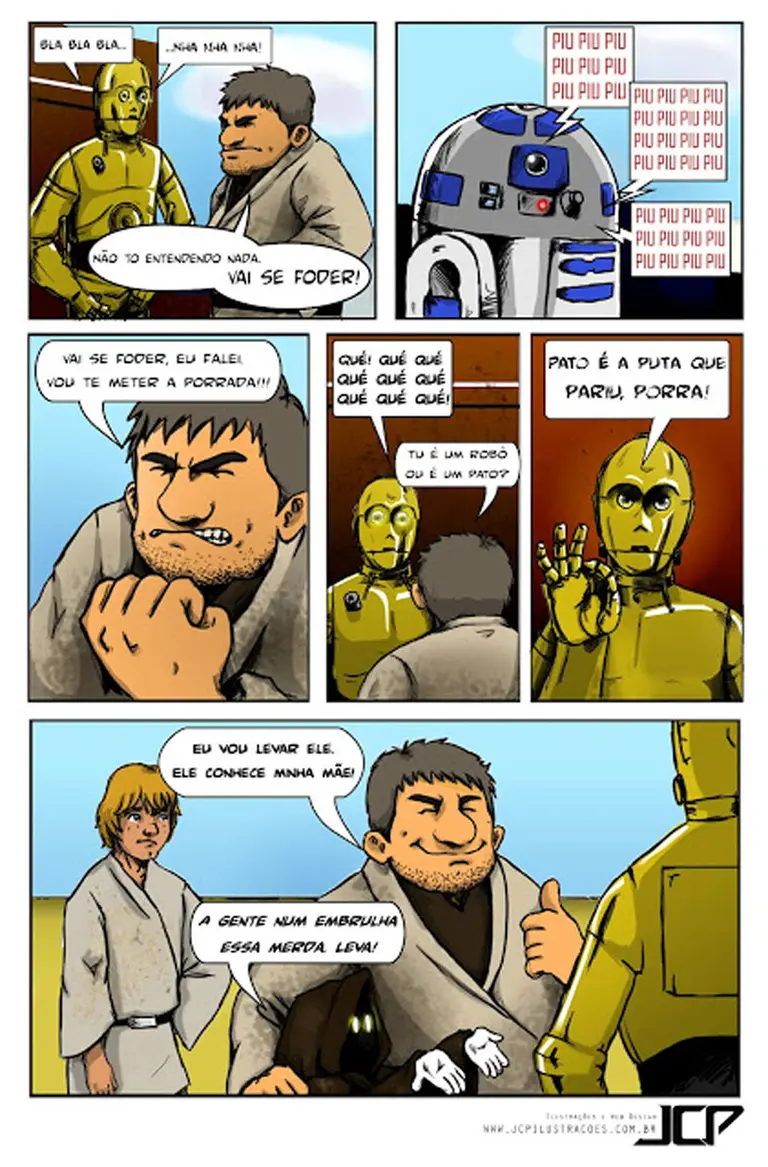 BLA BLA BLA...
...NHA NHA NHA!
NÃO TO ENTENDENDO NADA.
VAI SE FODER!
PIU PIU PIU
PIU PIU PIU
PIU PIU PIU
PIU PIU PIU PIU
PIU PIU PIU PIU
PIU PIU PIU PIU
PIU PIU PIU PIU
PIU PIU PIU PIU
PIU PIU PIU PIU
PIU PIU PIU PIU
VAI SE FODER, EU FALEI,
VOU TE METER A PORRADA!!!
QUÉ! QUÉ QUÉ
QUÉ QUÉ QUÉ
QUÉ QUÉ QUÉ!
TU É UM ROBÔ
OU É UM PATO?
PATO É A PUTA QUE
PARIU, PORRA!
EU VOU LEVAR ELE.
ELE CONHECE MNHA MÃE!
A GENTE NUM EMBRULHA
ESSA MERDA. LEVA!
ILUSTRAÇÕES E WEB DESIGN
WWW.JCPILUSTRACOES.COM.BR
JCP